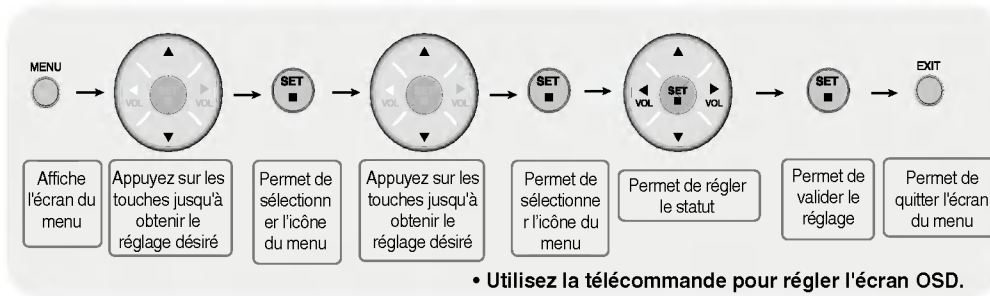 MENU
VOL
VOL
SET
VOL
VOL
SET
VOL
SET
VOL
SET
EXIT
Affiche
l'écran du
menu
Appuyez sur les
touches jusqu'à
obtenir le
réglage désiré
Permet de
sélectionn
er l'icône
du menu
Appuyez sur les
touches jusqu'à
obtenir le
réglage désiré
Permet de
sélectionne
r l'icône du
menu
Permet de régler
le statut
Permet de
valider le
réglage
Permet de
quitter l'écran
du menu
• Utilisez la télécommande pour régler l'écran OSD.